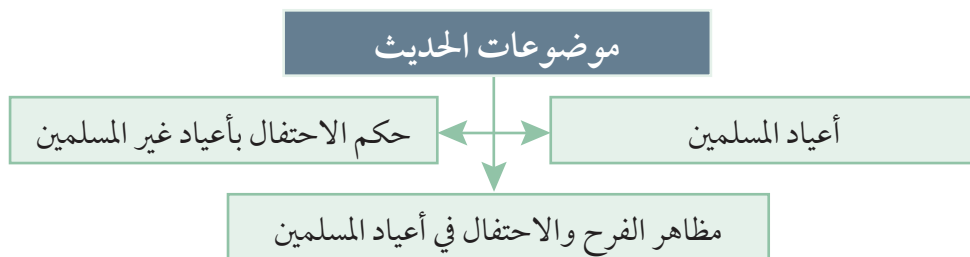 موضوعات الحديث
أعياد المسلمين
حكم الاحتفال بأعياد غير المسلمين
مظاهر الفرح والاحتفال في أعياد المسلمين